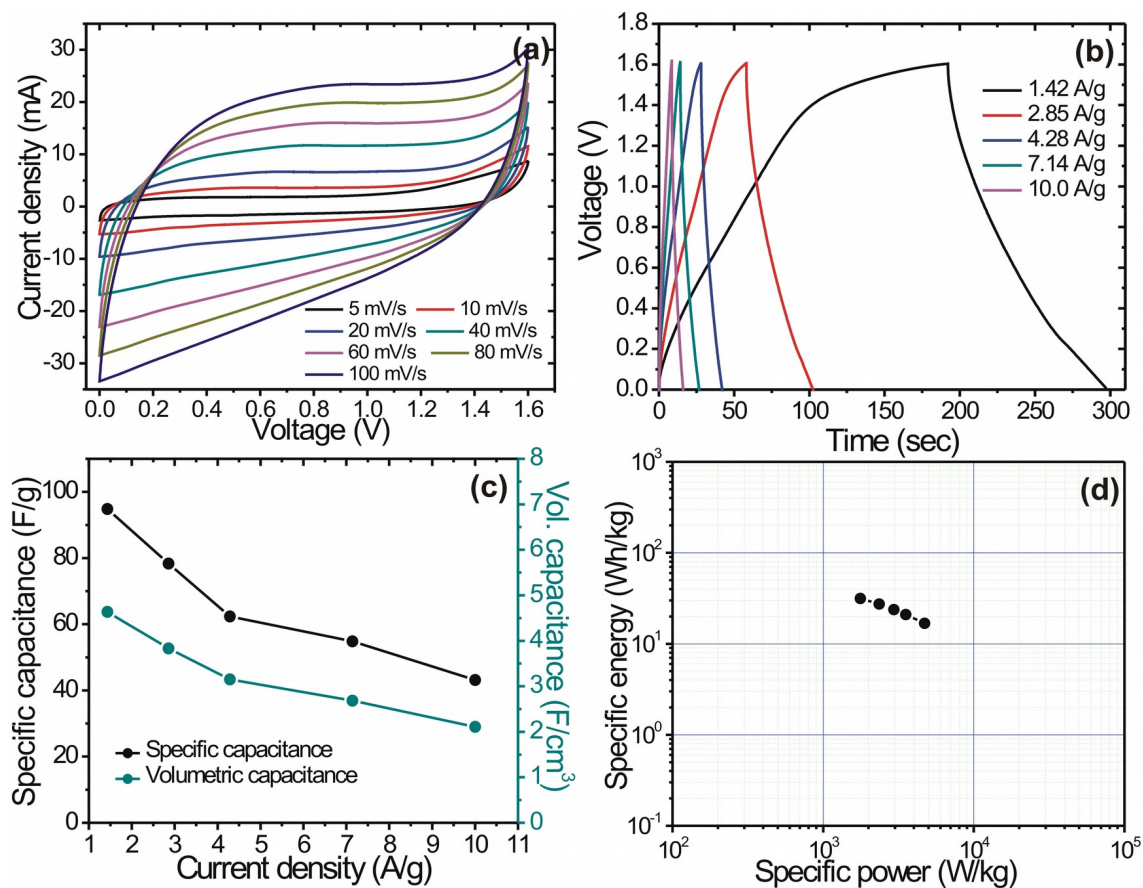 (a)
Current density (mA)
30
20
10
0
-10
-20
-30
0.0 0.2 0.4 0.6 0.8 1.0 1.2 1.4 1.6
Voltage (V)
5 mV/s 10 mV/s
20 mV/s 40 mV/s
60 mV/s 80 mV/s
100 mV/s
(b)
Voltage (V)
1.8
1.6
1.4
1.2
1.0
0.8
0.6
0.4
0.2
0.0
0 50 100 150 200 250 300
Time (sec)
1.42 A/g
2.85 A/g
4.28 A/g
7.14 A/g
10.0 A/g
(c)
Specific capacitance (F/g)
100
80
60
40
20
0
1 2 3 4 5 6 7 8 9 10 11
Current density (A/g)
Specific capacitance
Volumetric capacitance
8
7
6
5
4
3
2
1
0
Vol. capacitance (F/cm³)
(d)
Specific energy (Wh/kg)
10³
10²
10¹
10⁰
10⁻¹
10² 10³ 10⁴ 10⁵
Specific power (W/kg)